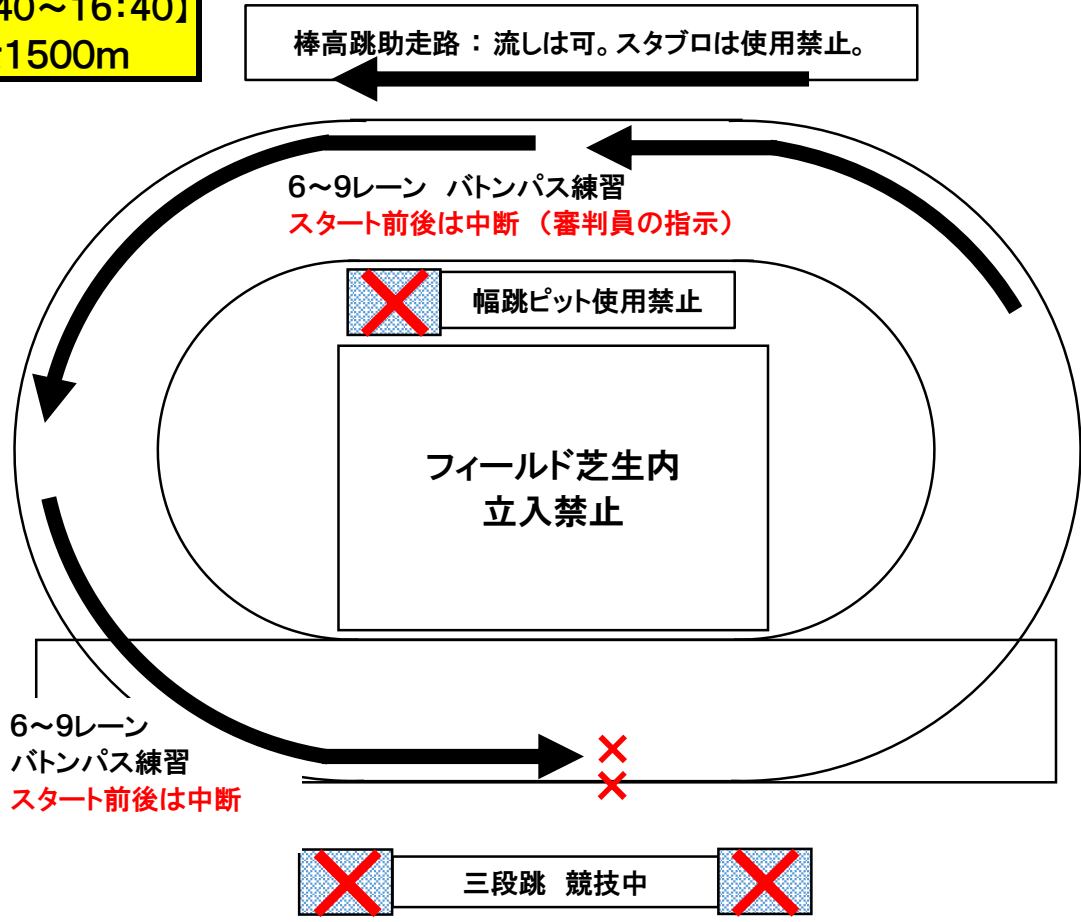 40～16:40】
1500m
棒高跳助走路 : 流しは可。スタブロは使用禁止。
6～9レーン バトンパス練習
スタート前後は中断 (審判員の指示)
幅跳ピット使用禁止
フィールド芝生内
立入禁止
6～9レーン
バトンパス練習
スタート前後は中断
三段跳 競技中